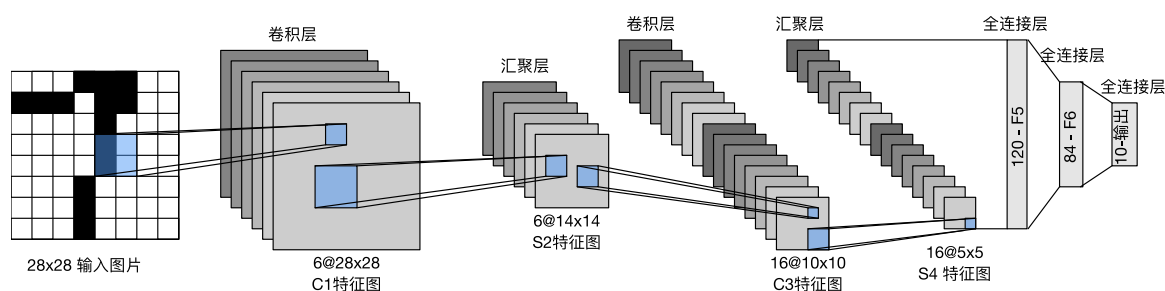 卷积层
汇聚层
卷积层
汇聚层
全连接层
全连接层
全连接层
120 - F5
84 - F6
10-输出
28x28 输入图片
6@28x28
C1特征图
6@14x14
S2特征图
16@10x10
C3特征图
16@5x5
S4 特征图